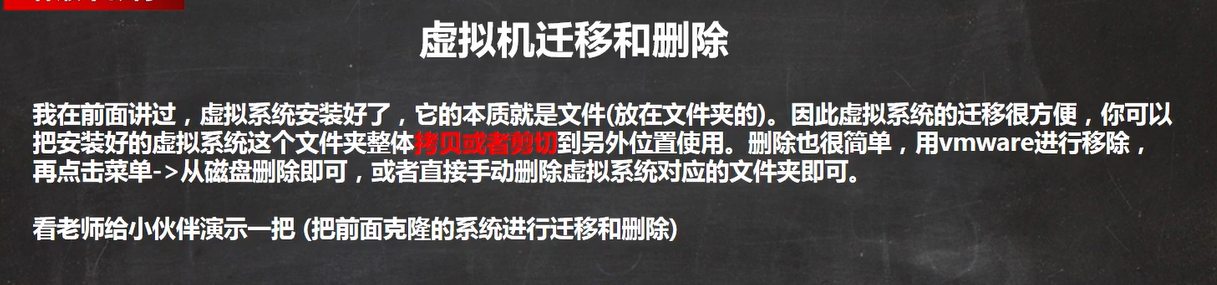 虚拟机迁移和删除
我在前面讲过，虚拟系统安装好了，它的本质就是文件(放在文件夹的)。因此虚拟系统的迁移很方便，你可以
把安装好的虚拟系统这个文件夹整体拷贝或者剪切到另外位置使用。删除也很简单，用vmware进行移除，
再点击菜单->从磁盘删除即可，或者直接手动删除虚拟系统对应的文件夹即可。
看老师给小伙伴演示一把 (把前面克隆的系统进行迁移和删除)